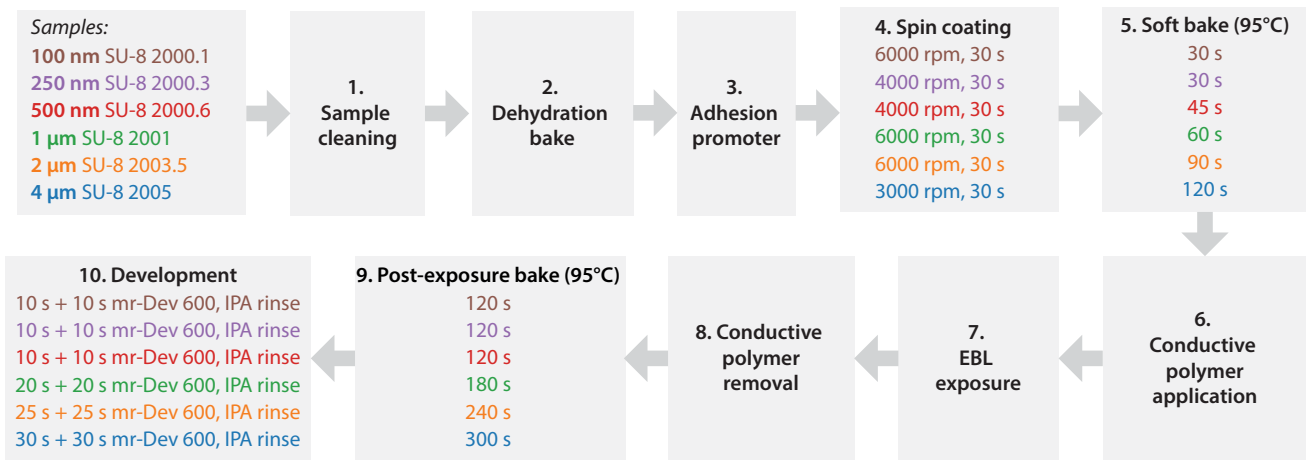 Samples:
100 nm SU-8 2000.1
250 nm SU-8 2000.3
500 nm SU-8 2000.6
1 µm SU-8 2001
2 µm SU-8 2003.5
4 µm SU-8 2005
1.
Sample
cleaning
2.
Dehydration
bake
3.
Adhesion
promoter
4. Spin coating
6000 rpm, 30 s
4000 rpm, 30 s
4000 rpm, 30 s
6000 rpm, 30 s
6000 rpm, 30 s
3000 rpm, 30 s
5. Soft bake (95°C)
30 s
30 s
45 s
60 s
90 s
120 s
6.
Conductive
polymer
application
7.
EBL
exposure
8. Conductive
polymer
removal
9. Post-exposure bake (95°C)
120 s
120 s
120 s
180 s
240 s
300 s
10. Development
10 s + 10 s mr-Dev 600, IPA rinse
10 s + 10 s mr-Dev 600, IPA rinse
10 s + 10 s mr-Dev 600, IPA rinse
20 s + 20 s mr-Dev 600, IPA rinse
25 s + 25 s mr-Dev 600, IPA rinse
30 s + 30 s mr-Dev 600, IPA rinse